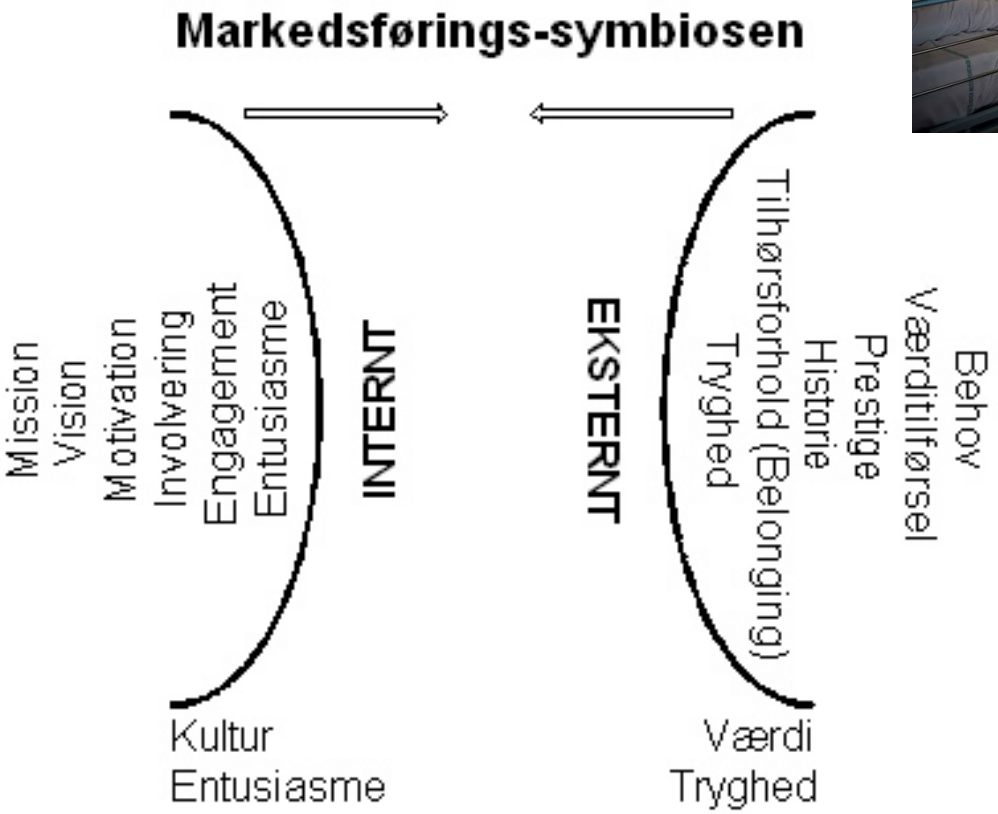 Markedsførings-symbiosen
Mission
Vision
Motivation
Involvering
Engagement
Entusiasme
INTERNT
EKSTERNT
Behov
Værditilførsel
Prestige
Historie
Tilhørsforhold (Belonging)
Tryghed
Kultur
Entusiasme
Værdi
Tryghed